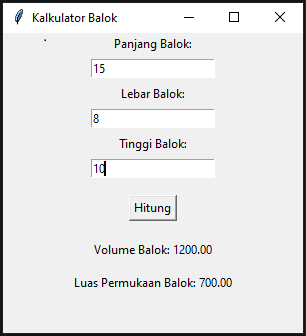 Kalkulator Balok
Panjang Balok:
15
Lebar Balok:
8
Tinggi Balok:
10
Hitung
Volume Balok: 1200.00
Luas Permukaan Balok: 700.00